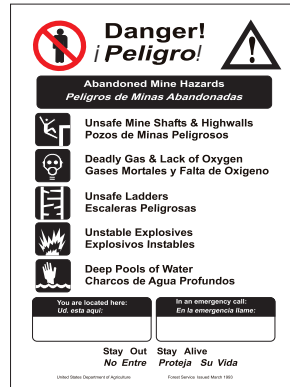 Danger!
¡Peligro!
Abandoned Mine Hazards
Peligros de Minas Abandonadas
Unsafe Mine Shafts & Highwalls
Pozos de Minas Peligrosos
Deadly Gas & Lack of Oxygen
Gases Mortales y Falta de Oxigeno
Unsafe Ladders
Escaleras Peligrosas
Unstable Explosives
Explosivos Instables
Deep Pools of Water
Charcos de Agua Profundos
You are located here:
Ud. esta aqui:
In an emergency call:
En la emergencia llame:
Stay Out Stay Alive
No Entre Proteja Su Vida
United States Department of Agriculture Forest Service Issued March 1993